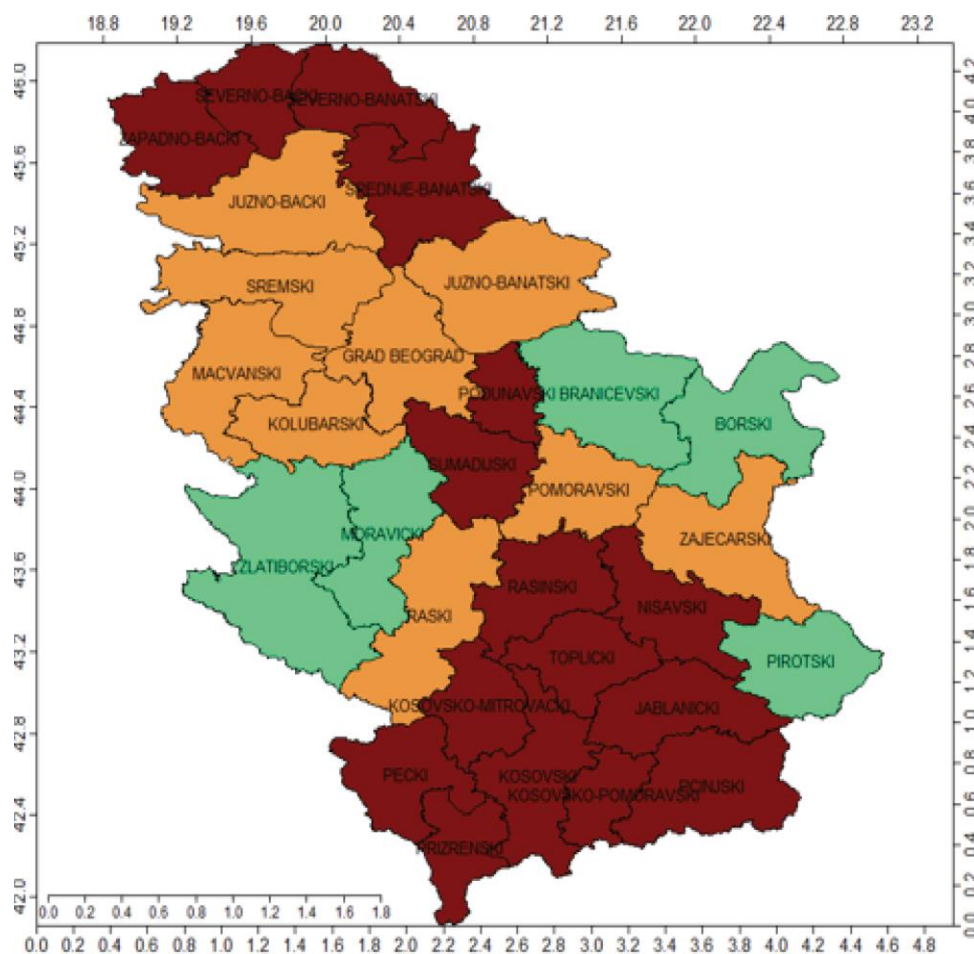 18.8 19.2 19.6 20.0 20.4 20.8 21.2 21.6 22.0 22.4 22.8 23.2
46.0 45.6 45.2 44.8 44.4 44.0 43.6 43.2 42.8 42.4 42.0
4.2 4.0 3.8 3.6 3.4 3.2 3.0 2.8 2.6 2.4 2.2 2.0 1.8 1.6 1.4 1.2 1.0 0.8 0.6 0.4 0.2 0.0
SEVERNO-BACKI
SEVERNO-BANATSKI
ZAPADNO-BACKI
SREDNJE-BANATSKI
JUZNO-BACKI
JUZNO-BANATSKI
SREMSKI
GRAD BEOGRAD
MACVANSKI
PODUNAVSKI
BRANICEVSKI
KOLUBARSKI
BORSKI
SUMADIJSKI
POMORAVSKI
MORAVICKI
ZAJECARSKI
ZLATIBORSKI
RASINSKI
NISAVSKI
RASKI
TOPLICKI
PIROTSKI
KOSOVSKO-MITROVACKI
JABLANICKI
PECKI
KOSOVSKI
PCINJSKI
KOSOVSKO-POMORAVSKI
PRIZRENSKI
0.0 0.2 0.4 0.6 0.8 1.0 1.2 1.4 1.6 1.8
0.0 0.2 0.4 0.6 0.8 1.0 1.2 1.4 1.6 1.8 2.0 2.2 2.4 2.6 2.8 3.0 3.2 3.4 3.6 3.8 4.0 4.2 4.4 4.6 4.8